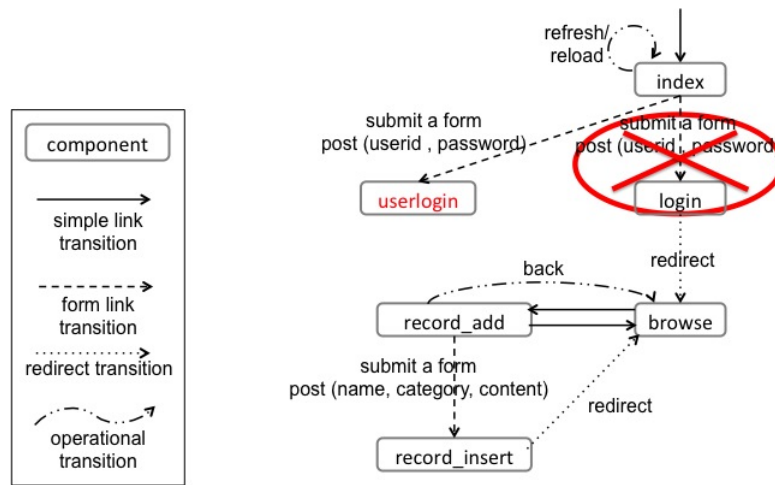 refresh/
reload
index
component
submit a form
post (userid , password)
submit a form
post (userid , password)
simple link
transition
userlogin
login
redirect
form link
transition
back
record_add
browse
redirect transition
submit a form
post (name, category, content)
redirect
operational
transition
record_insert